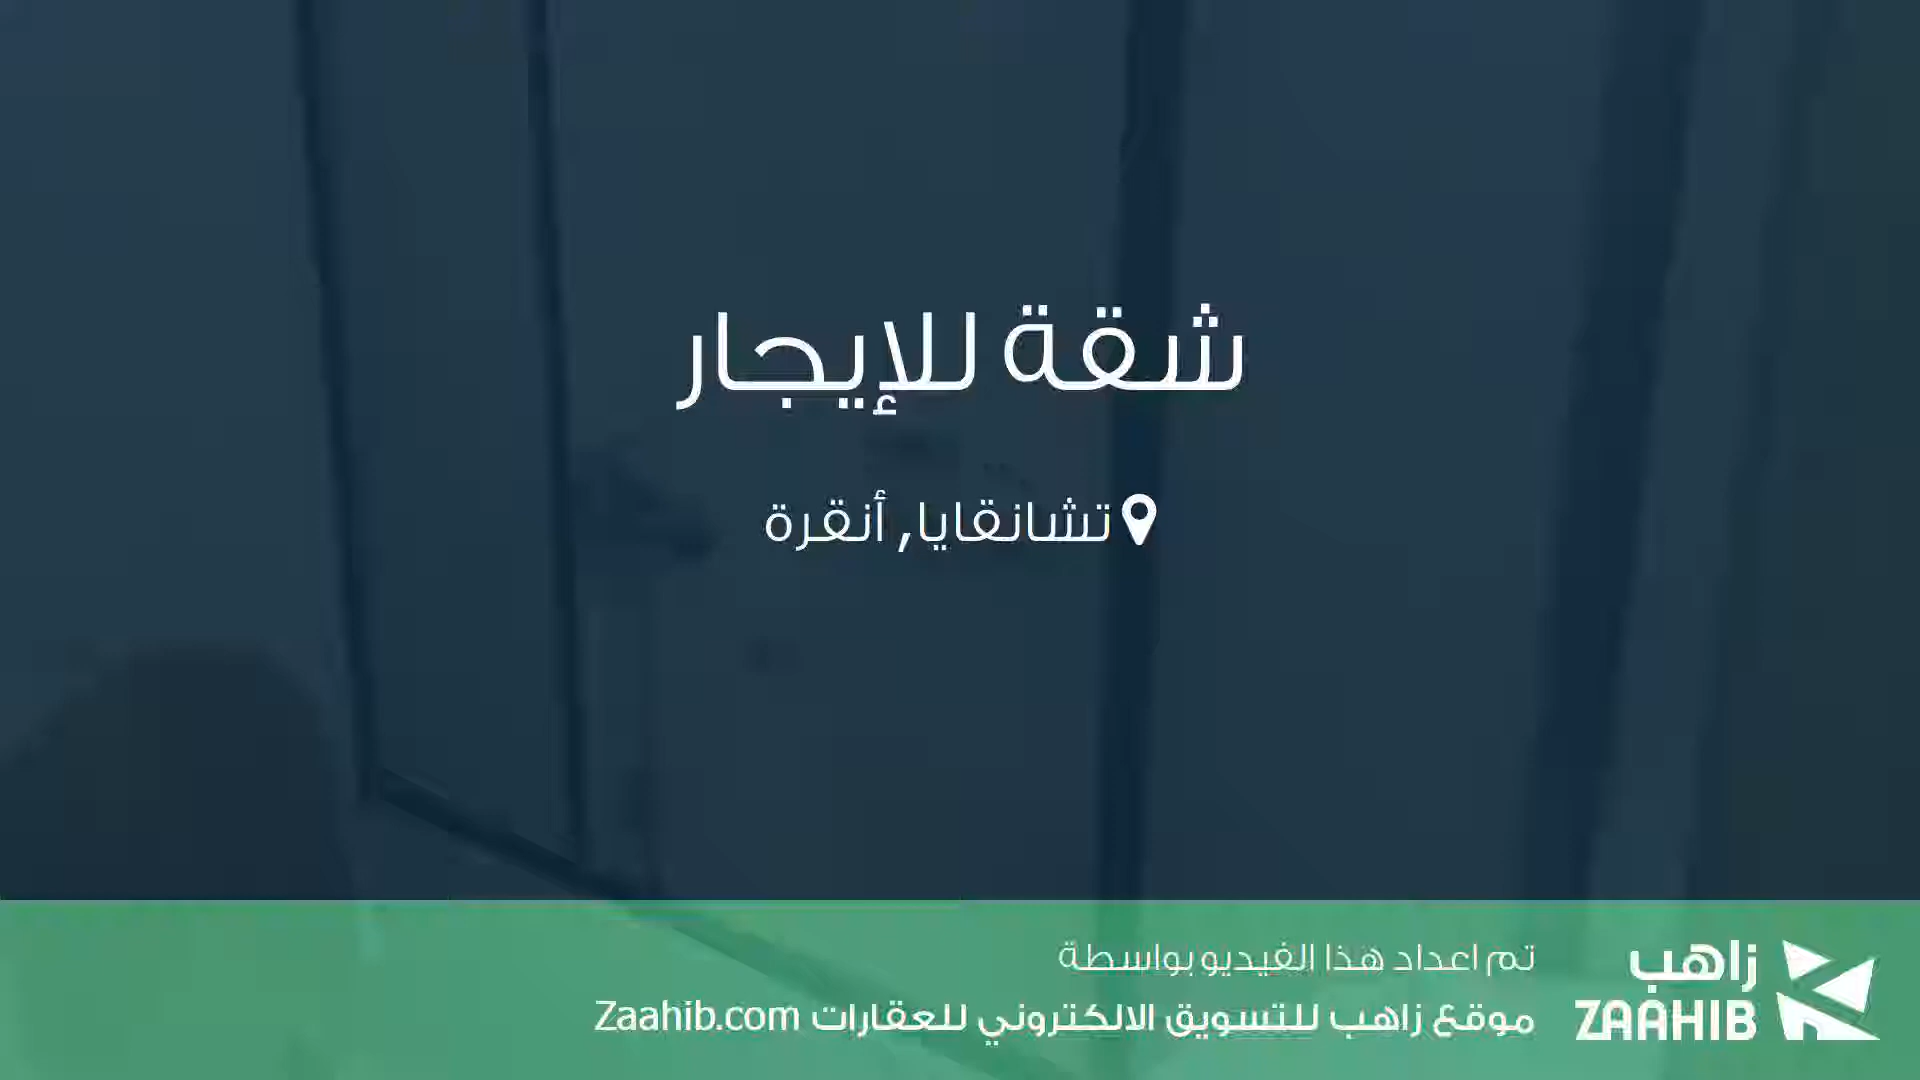 شقة للإيجار
تشانقايا, أنقرة
زاهب
ZAAHIB
تم اعداد هذا الفيديو بواسطة
موقع زاهب للتسويق الالكتروني للعقارات Zaahib.com